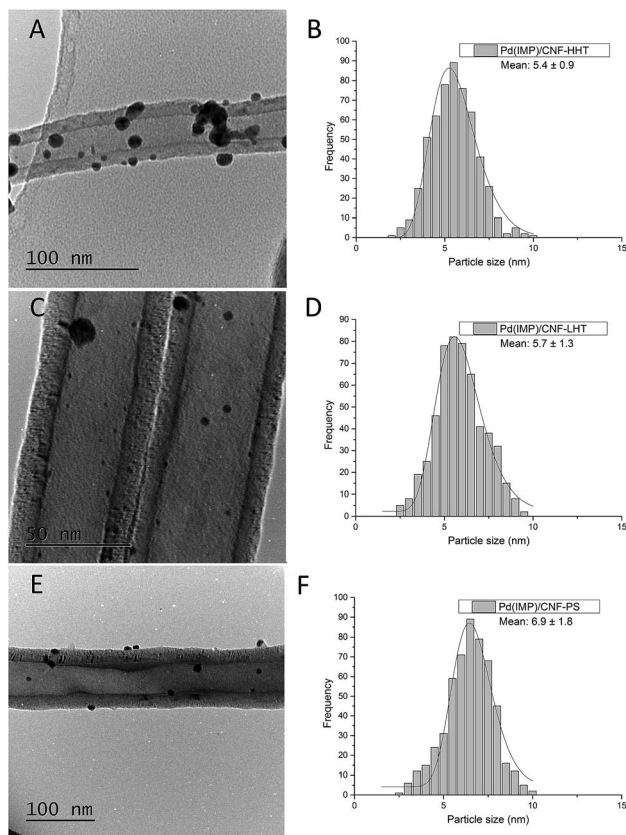 A
100 nm
B
Pd(IMP)/CNF-HHT
Mean: 5.4 ± 0.9
Frequency
90
80
70
60
50
40
30
20
10
0
0 5 10 15
Particle size (nm)
C
50 nm
D
Pd(IMP)/CNF-LHT
Mean: 5.7 ± 1.3
Frequency
90
80
70
60
50
40
30
20
10
0
0 5 10 15
Particle size (nm)
E
100 nm
F
Pd(IMP)/CNF-PS
Mean: 6.9 ± 1.8
Frequency
100
90
80
70
60
50
40
30
20
10
0
0 5 10 15
Particle size (nm)